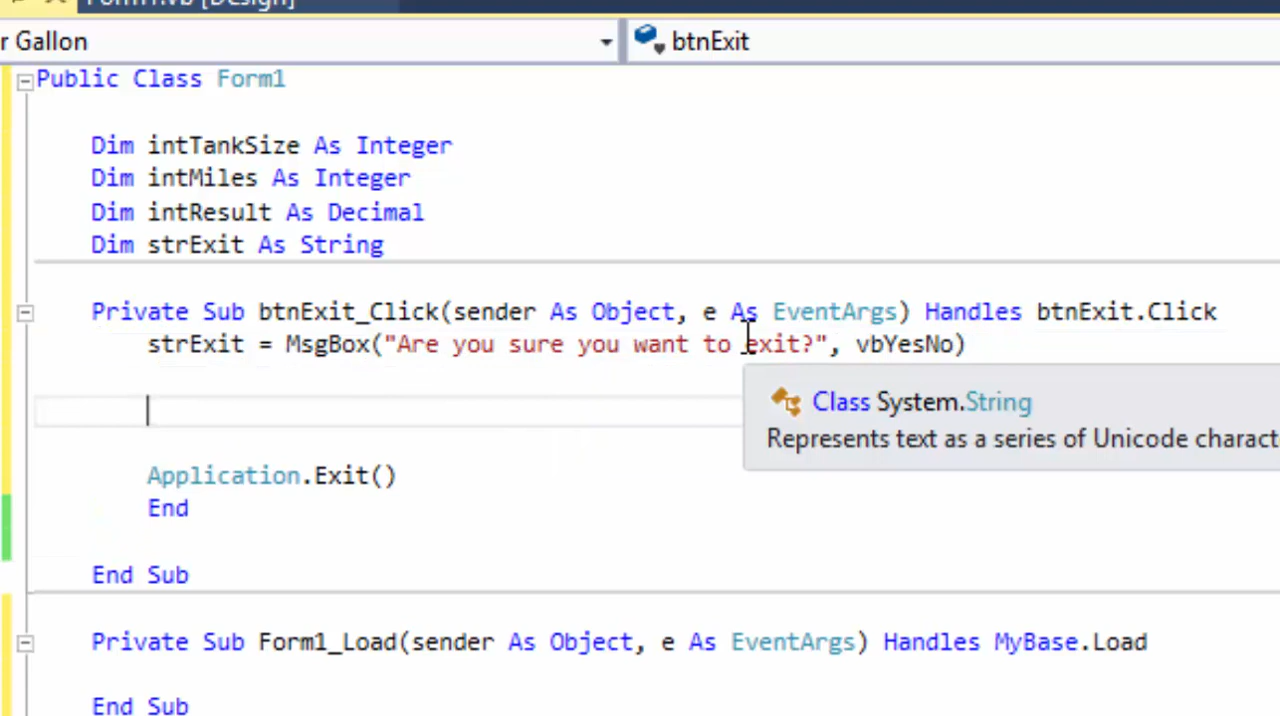 Form1.vb [Design]
r Gallon
btnExit
Public Class Form1
Dim intTankSize As Integer
Dim intMiles As Integer
Dim intResult As Decimal
Dim strExit As String
Private Sub btnExit_Click(sender As Object, e As EventArgs) Handles btnExit.Click
strExit = MsgBox("Are you sure you want to exit?", vbYesNo)
Class System.String
Represents text as a series of Unicode charact
Application.Exit()
End
End Sub
Private Sub Form1_Load(sender As Object, e As EventArgs) Handles MyBase.Load
End Sub